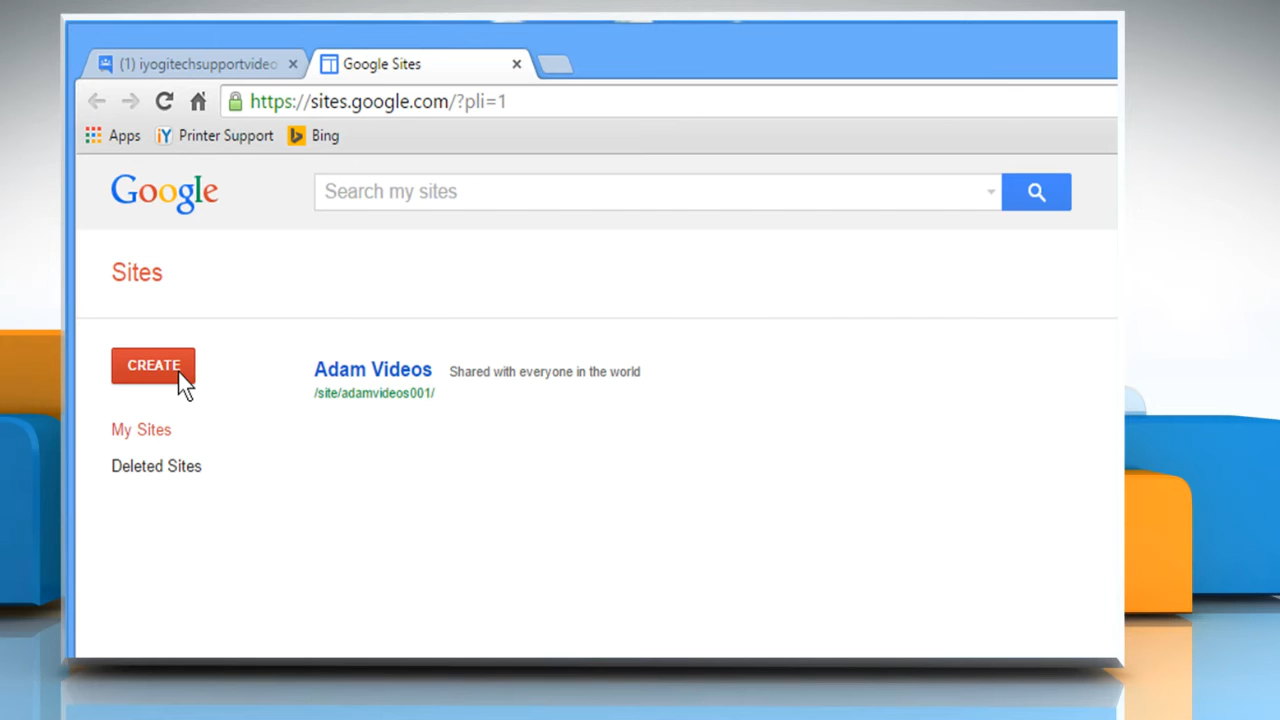 (1) iyogitechsupportvideo
Google Sites
https://sites.google.com/?pli=1
Apps
iY Printer Support
Bing
Google
Search my sites
Sites
CREATE
Adam Videos Shared with everyone in the world
/site/adamvideos001/
My Sites
Deleted Sites